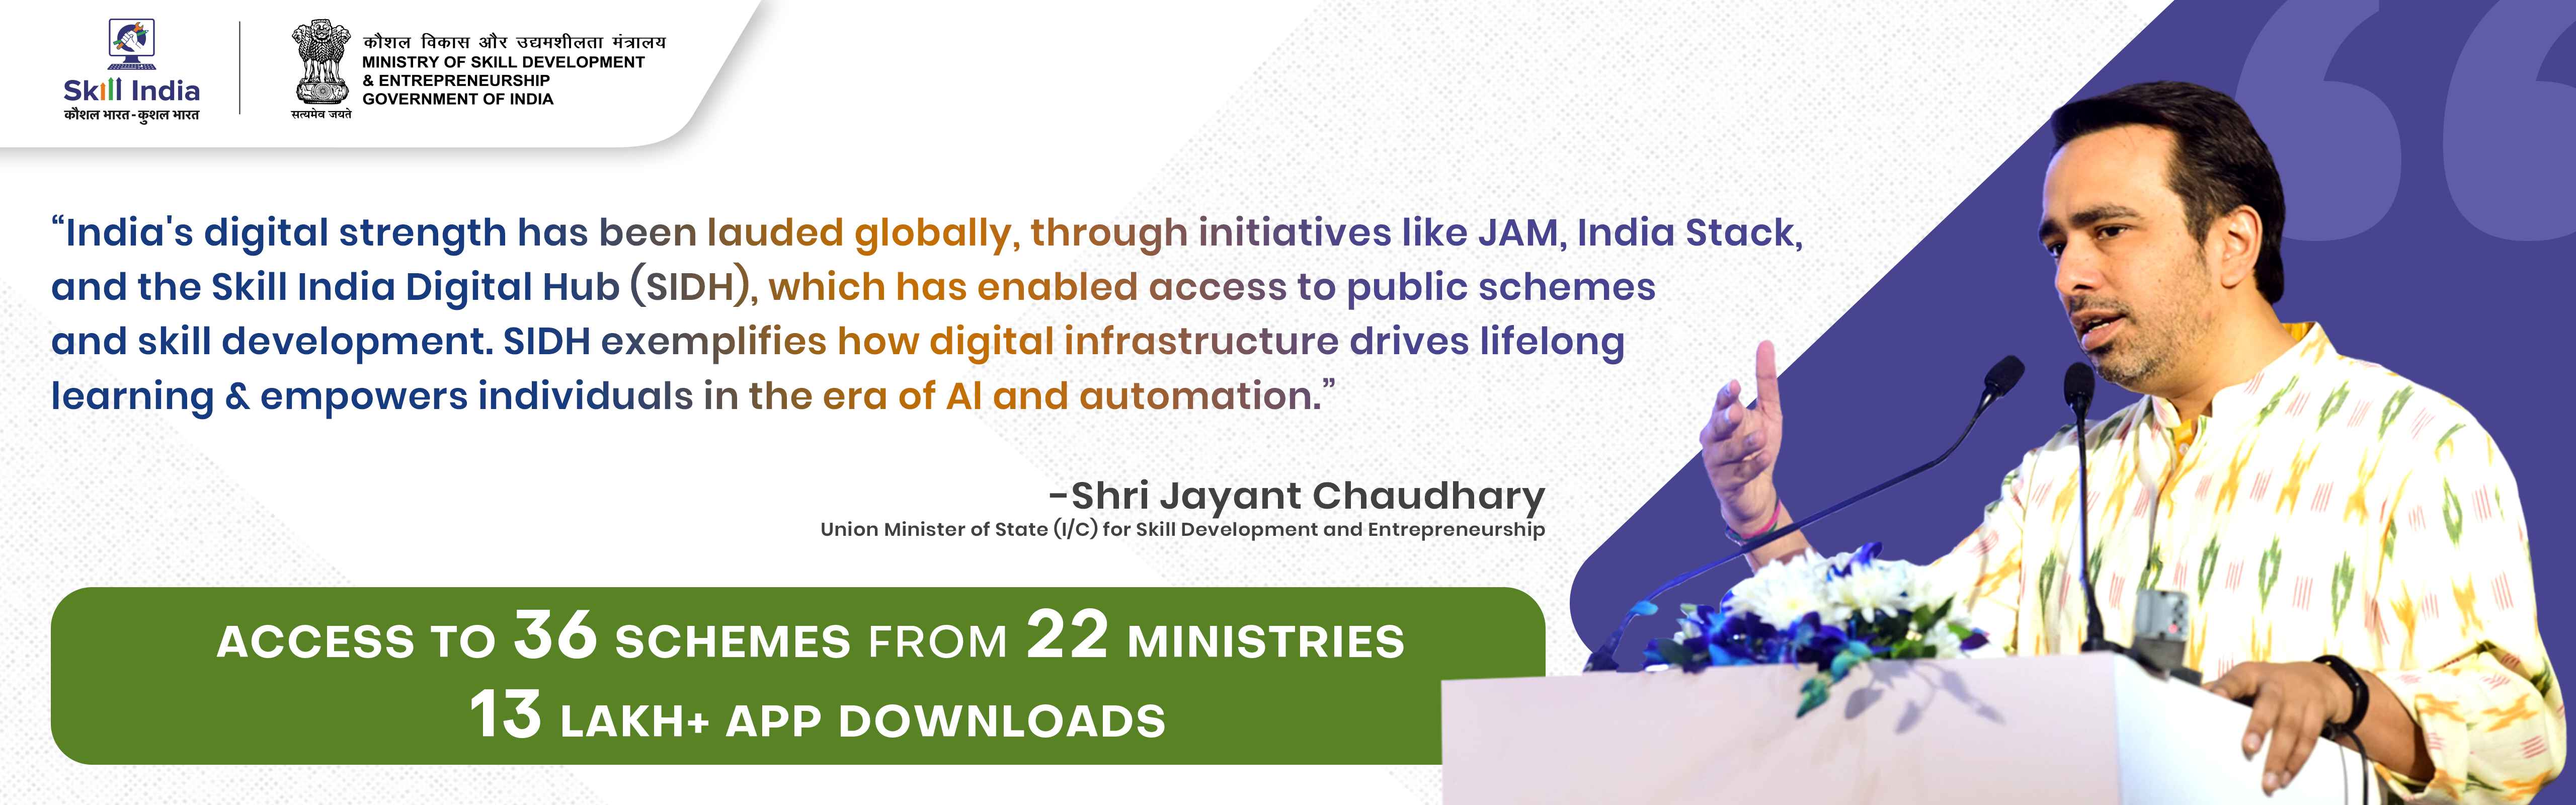 Skill India
कौशल भारत-कुशल भारत
सत्यमेव जयते
कौशल विकास और उद्यमशीलता मंत्रालय
MINISTRY OF SKILL DEVELOPMENT
& ENTREPRENEURSHIP
GOVERNMENT OF INDIA
“India's digital strength has been lauded globally, through initiatives like JAM, India Stack,
and the Skill India Digital Hub (SIDH), which has enabled access to public schemes
and skill development. SIDH exemplifies how digital infrastructure drives lifelong
learning & empowers individuals in the era of AI and automation.”
-Shri Jayant Chaudhary
Union Minister of State (I/C) for Skill Development and Entrepreneurship
ACCESS TO 36 SCHEMES FROM 22 MINISTRIES
13 LAKH+ APP DOWNLOADS